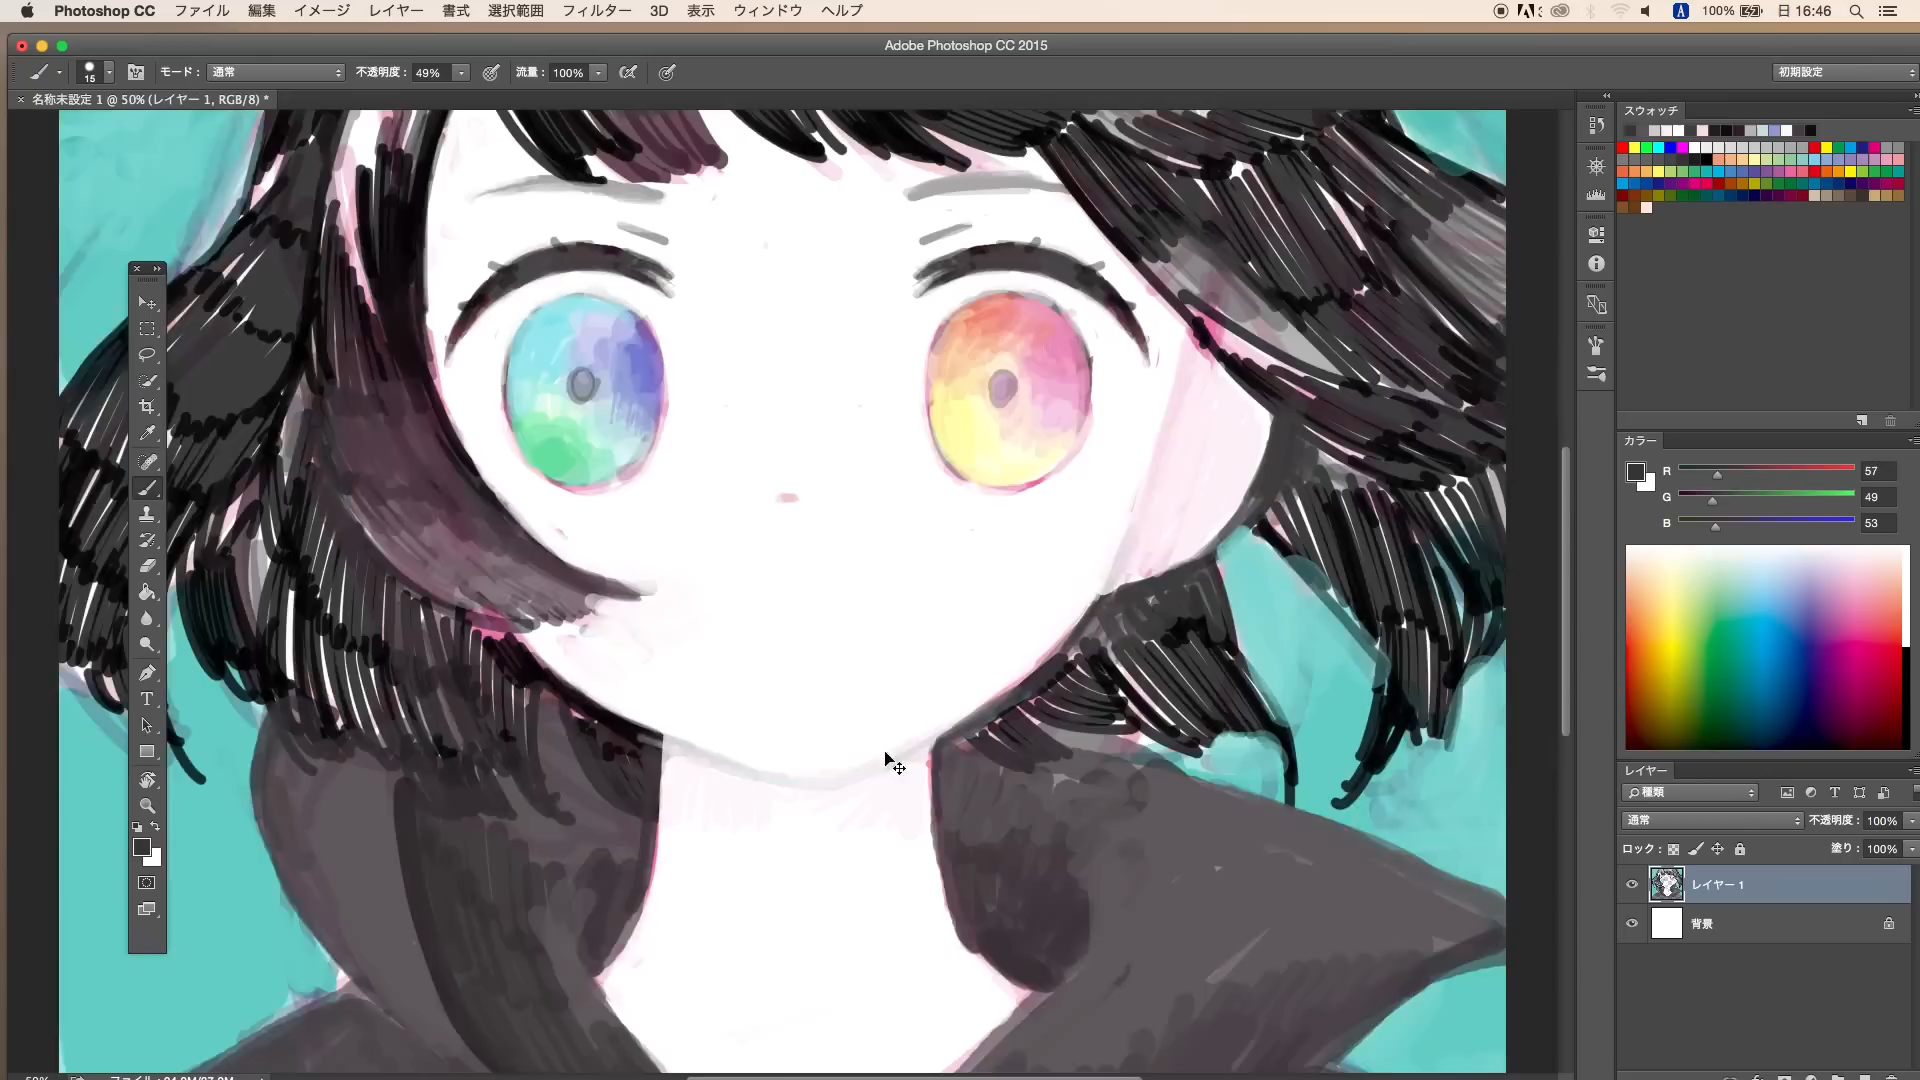 Photoshop CC ファイル 編集 イメージ レイヤー 書式 選択範囲 フィルター 3D 表示 ウィンドウ ヘルプ A 100% 日 16:46
Adobe Photoshop CC 2015
15 モード： 通常 不透明度： 49% 流量： 100% 初期設定
名称未設定 1 @ 50% (レイヤー 1, RGB/8) *
スウォッチ
カラー
R 57
G 49
B 53
レイヤー
種類
通常 不透明度： 100%
ロック： 塗り： 100%
レイヤー 1
背景